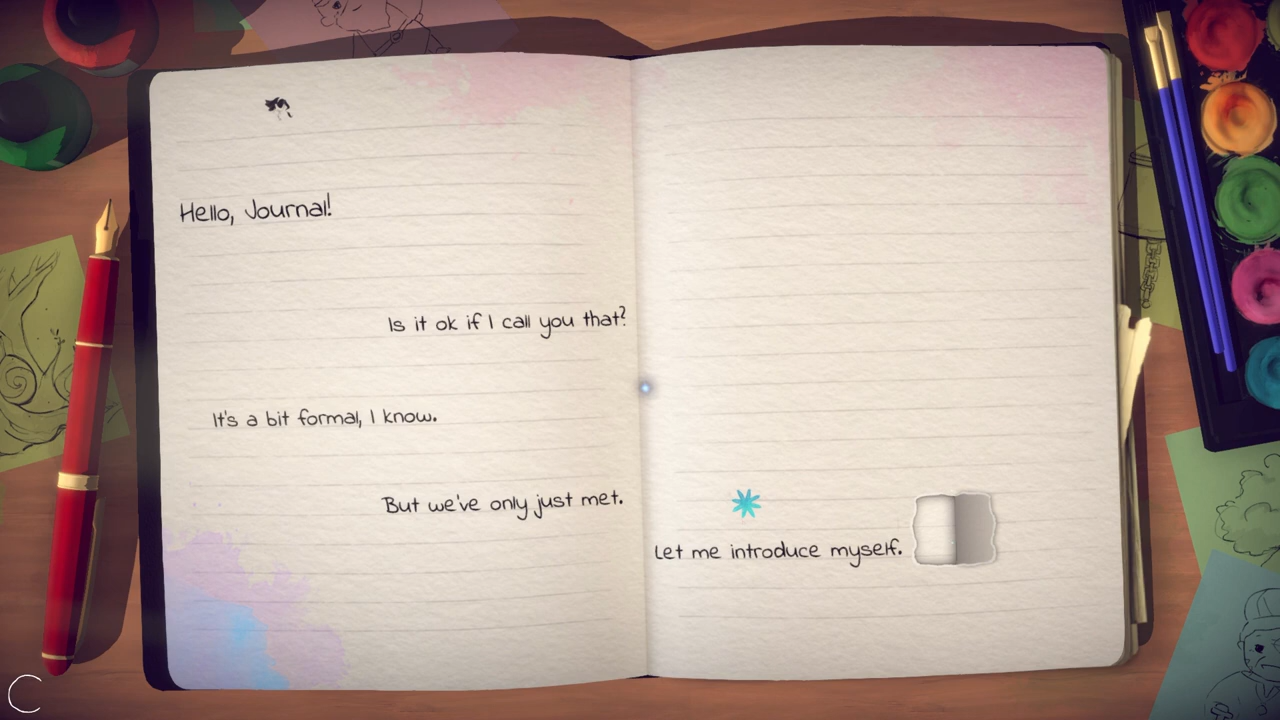 Hello, Journal!
Is it ok if I call you that?
It's a bit formal, I know.
But we've only just met.
Let me introduce myself.